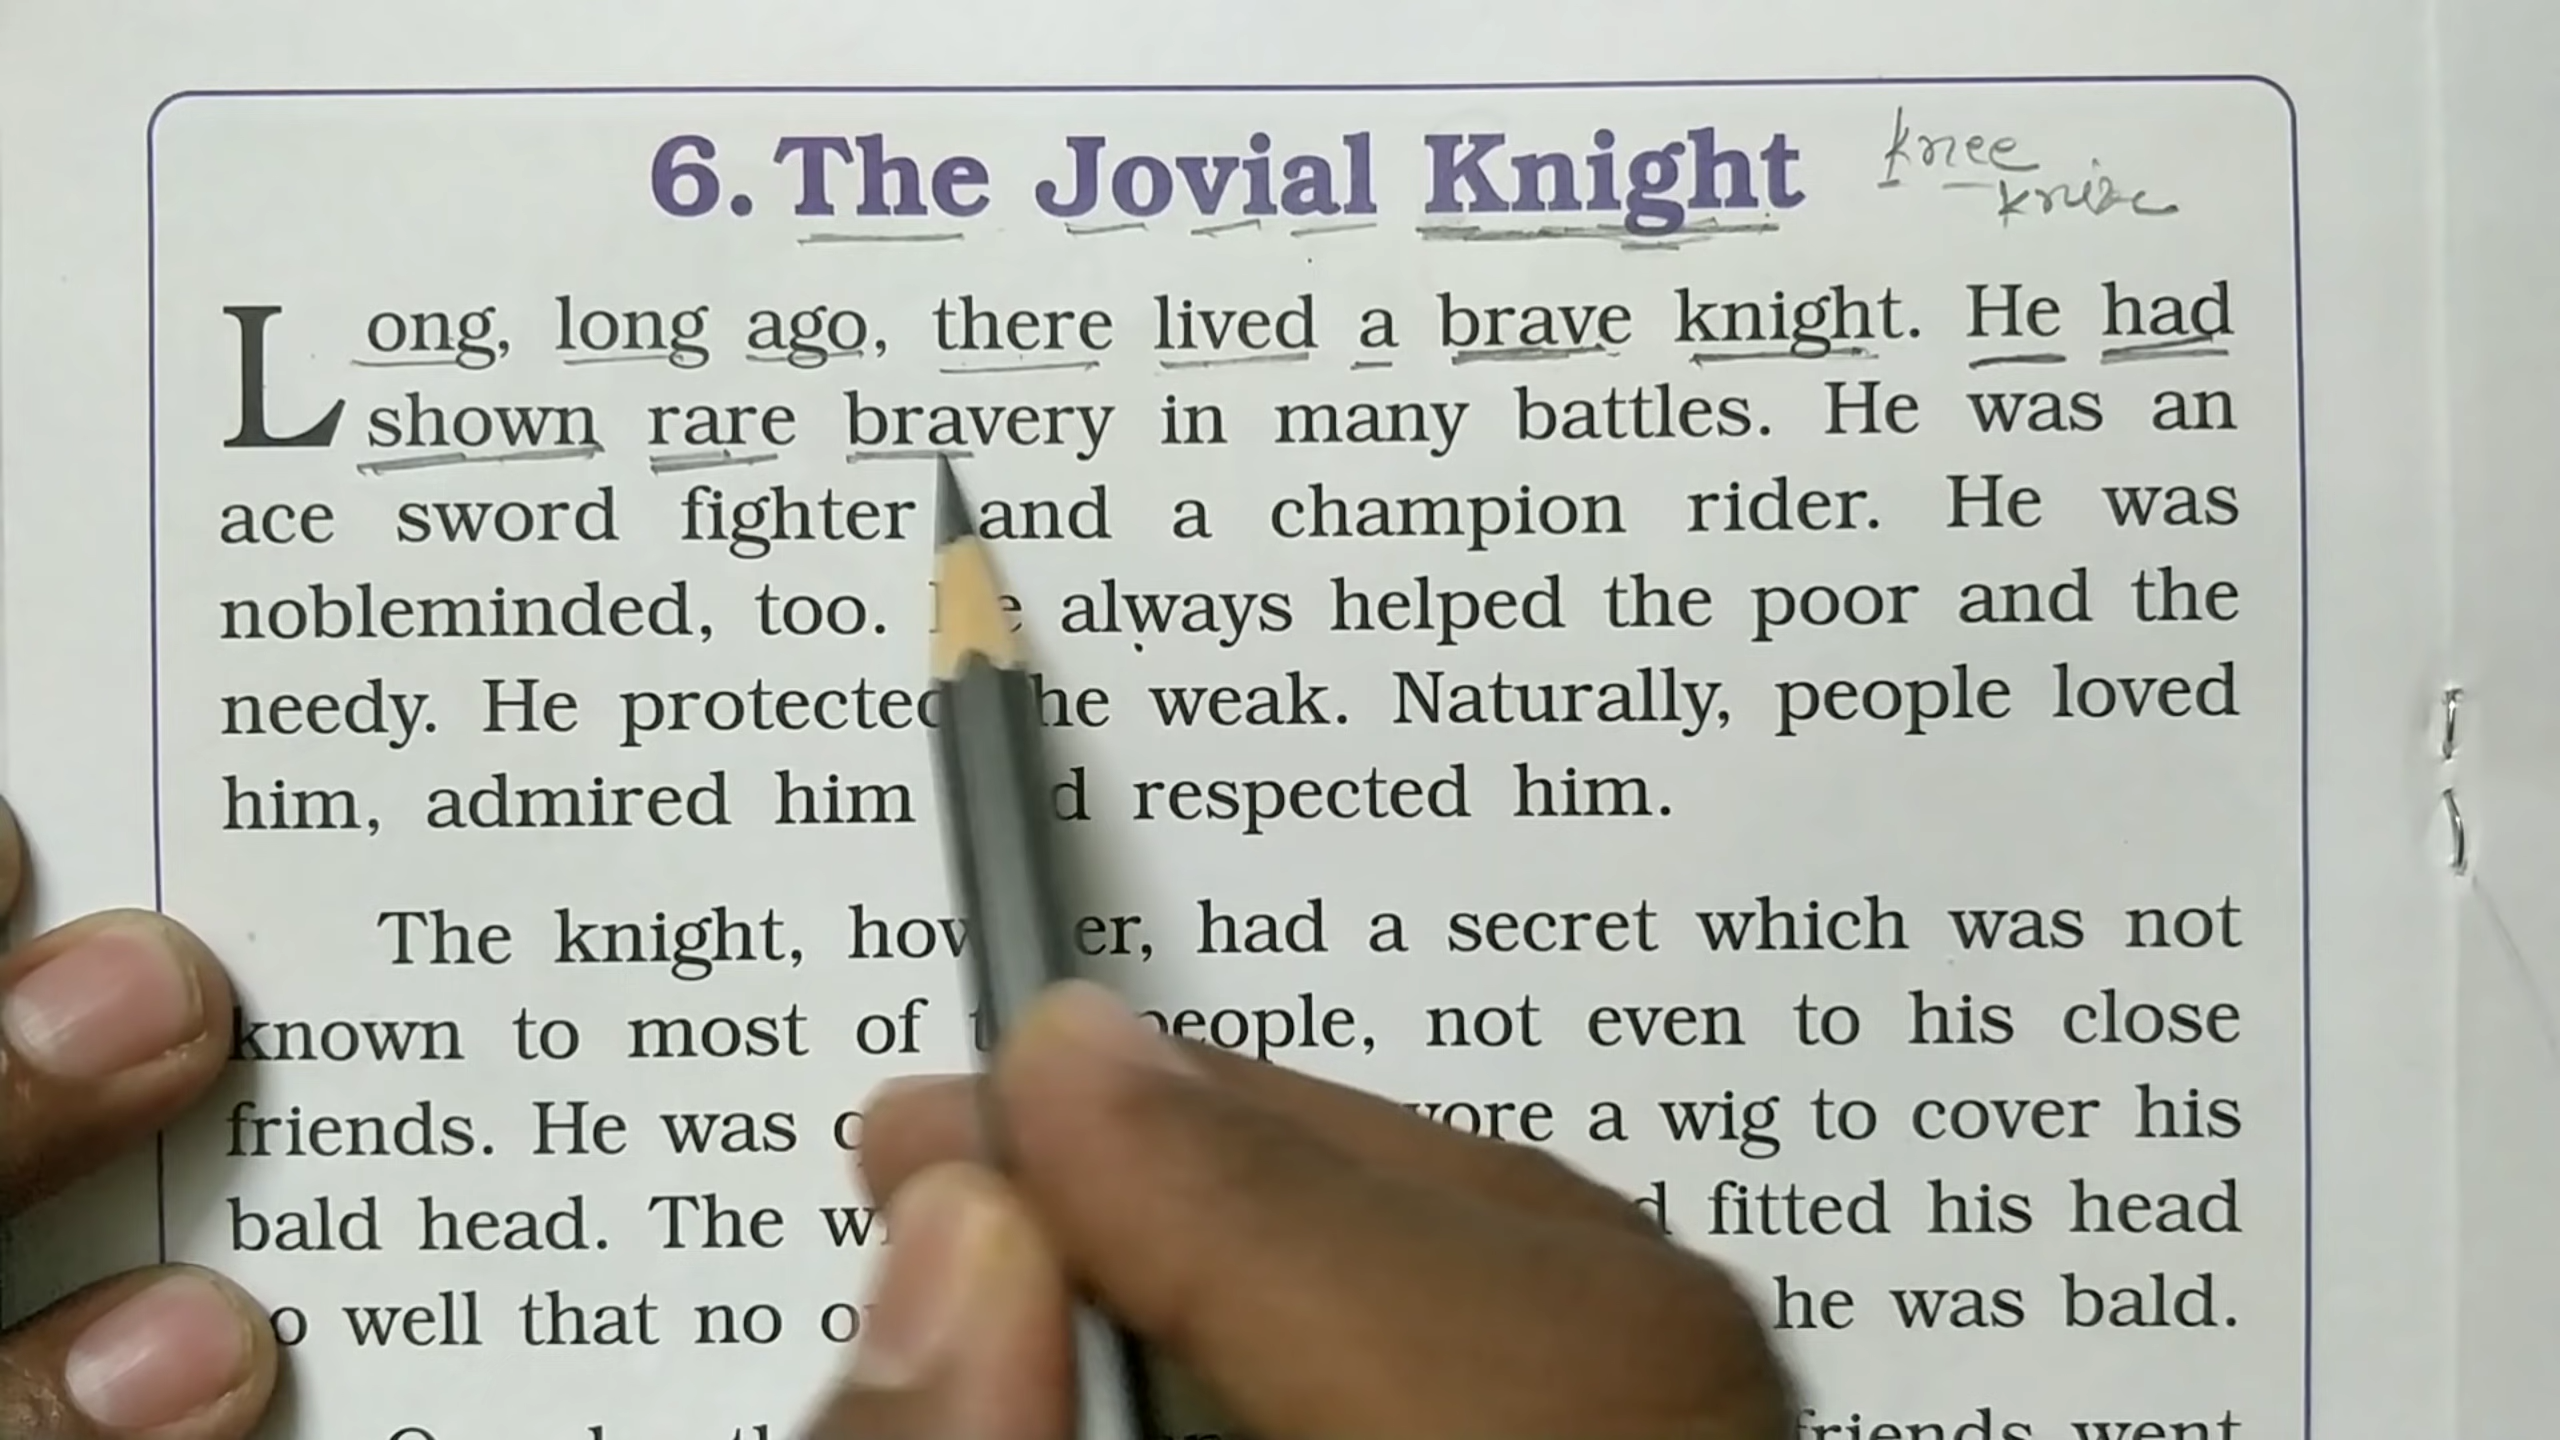 6. The Jovial Knight
knee
knife
Long, long ago, there lived a brave knight. He had
shown rare bravery in many battles. He was an
ace sword fighter and a champion rider. He was
nobleminded, too. always helped the poor and the
needy. He protected weak. Naturally, people loved
him, admired him respected him.
The knight, had a secret which was not
known to most of people, not even to his close
friends. He was wore a wig to cover his
bald head. The fitted his head
well that no he was bald.
friends went